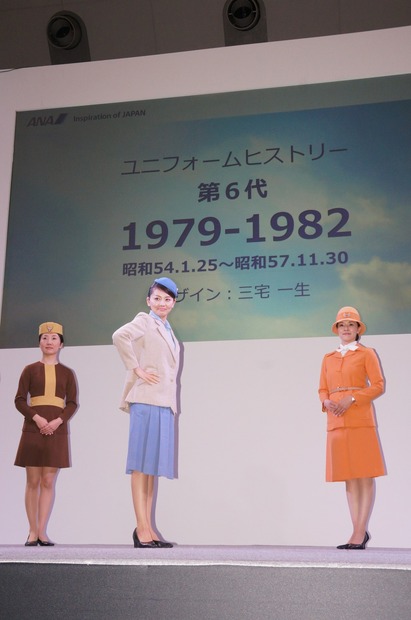 ANA Inspiration of JAPAN
ユニフォームヒストリー
第6代
1979-1982
昭和54.1.25～昭和57.11.30
ザイン：三宅 一生